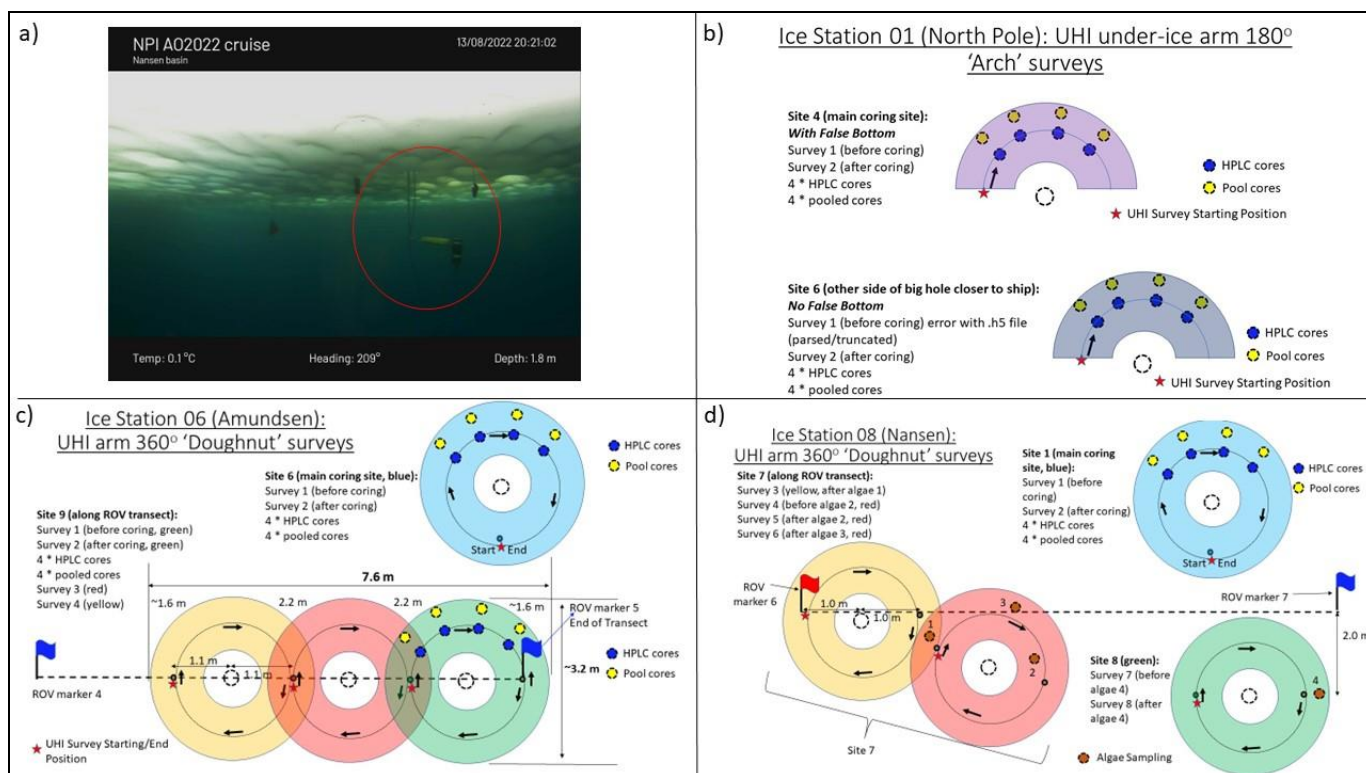 a)
NPI AO2022 cruise
13/08/2022 20:21:02
Nansen basin
Temp: 0.1°C
Heading: 209°
Depth: 1.8 m
b)
Ice Station 01 (North Pole): UHI under-ice arm 180°
'Arch' surveys
Site 4 (main coring site):
With False Bottom
Survey 1 (before coring)
Survey 2 (after coring)
4 * HPLC cores
4 * pooled cores
HPLC cores
Pool cores
UHI Survey Starting Position
Site 6 (other side of big hole closer to ship):
No False Bottom
Survey 1 (before coring) error with .h5 file
(parsed/truncated)
Survey 2 (after coring)
4 * HPLC cores
4 * pooled cores
HPLC cores
Pool cores
UHI Survey Starting Position
c)
Ice Station 06 (Amundsen):
UHI arm 360° 'Doughnut' surveys
HPLC cores
Pool cores
Site 6 (main coring site, blue):
Survey 1 (before coring)
Survey 2 (after coring)
4 * HPLC cores
4 * pooled cores
Start
End
Site 9 (along ROV transect):
Survey 1 (before coring, green)
Survey 2 (after coring, green)
4 * HPLC cores
4 * pooled cores
Survey 3 (red)
Survey 4 (yellow)
7.6 m
~1.6 m
2.2 m
2.2 m
~1.6 m
ROV marker 5
End of Transect
HPLC cores
Pool cores
1.1 m
1.1 m
~3.2 m
ROV marker 4
UHI Survey Starting/End
Position
d)
Ice Station 08 (Nansen):
UHI arm 360° 'Doughnut' surveys
HPLC cores
Pool cores
Site 7 (along ROV transect):
Survey 3 (yellow, after algae 1)
Survey 4 (before algae 2, red)
Survey 5 (after algae 2, red)
Survey 6 (after algae 3, red)
Site 1 (main coring
site, blue):
Survey 1 (before
coring)
Survey 2 (after coring)
4 * HPLC cores
4 * pooled cores
Start
End
ROV
marker 6
1.0 m
1.0 m
3
1
2
ROV marker 7
2.0 m
Site 8 (green):
Survey 7 (before
algae 4)
Survey 8 (after
algae 4)
4
Site 7
Algae Sampling